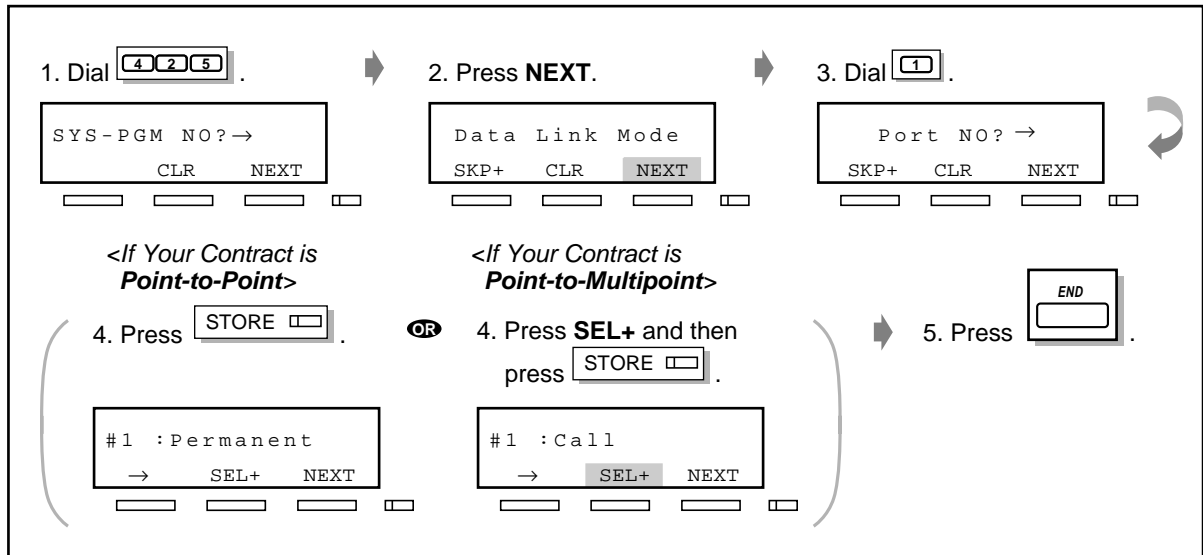 1. Dial 4 2 5 .
SYS-PGM NO?→
CLR NEXT
2. Press NEXT.
Data Link Mode
SKP+ CLR NEXT
3. Dial 1 .
Port NO? →
SKP+ CLR NEXT
<If Your Contract is
Point-to-Point>
4. Press STORE .
#1 :Permanent
→ SEL+ NEXT
OR
<If Your Contract is
Point-to-Multipoint>
4. Press SEL+ and then
press STORE .
#1 :Call
→ SEL+ NEXT
5. Press END .